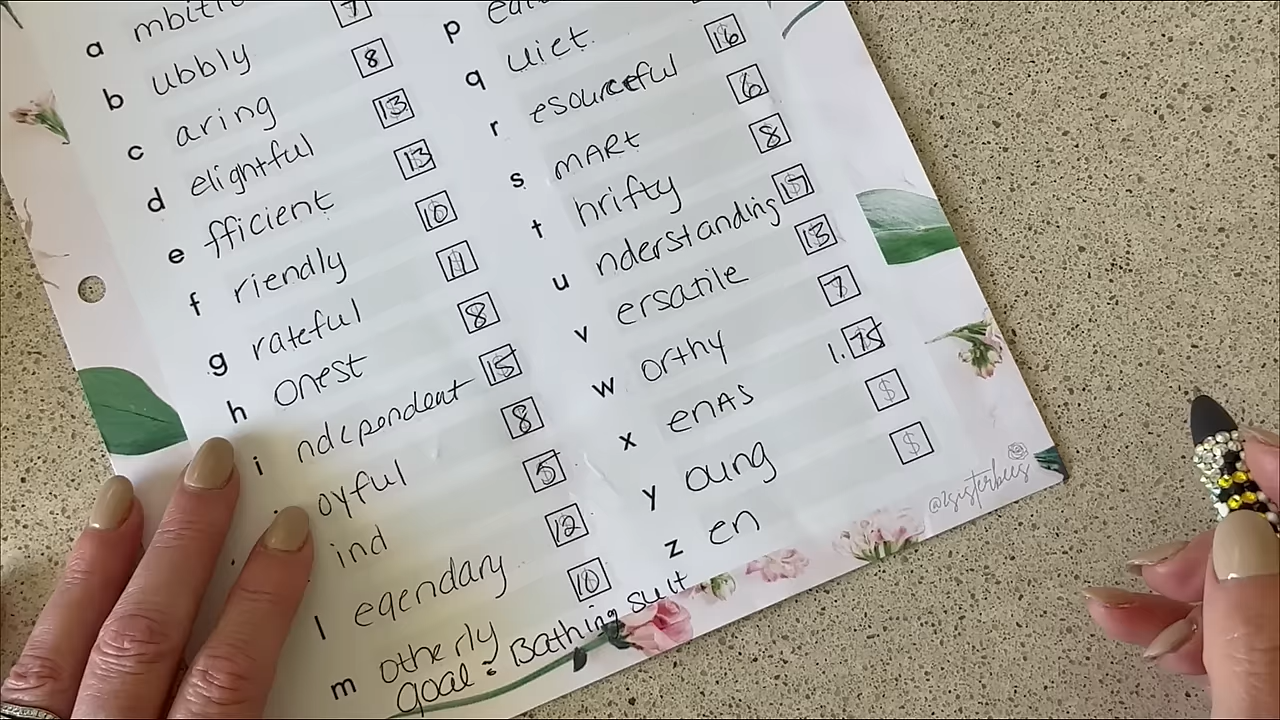 a mbiti
b ubbly 7
c aring 8
d elightful 13
e fficient 13
f riendly 10
g rateful 11
h onest 8
i ndependent 15
oyful 8
ind 5
l egendary 12
m otherly 10
goal: Bathing suit
p
q uiet
r esourceful 16
s mARt 6
t hrifty 8
u nderstanding
v ersatile 13
w orthy 7
x enAs 1.75
y oung $
z en $
@2sisterbees